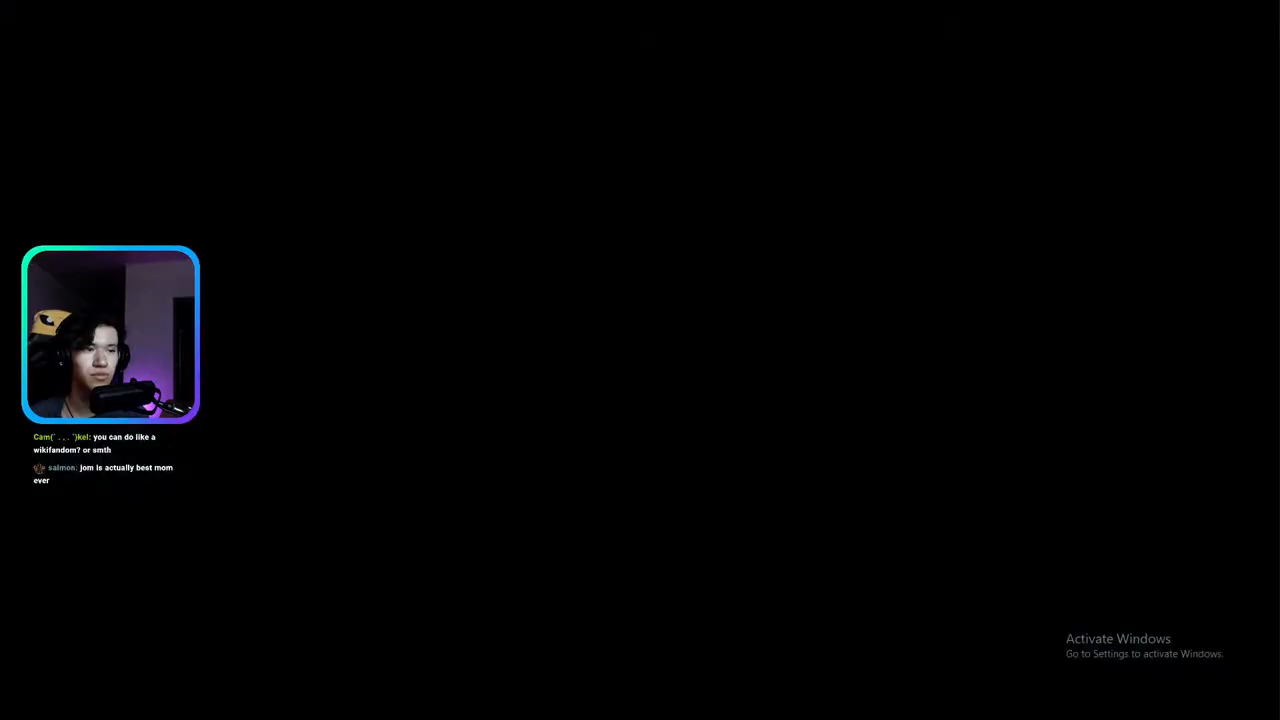 Cam(` . , . `)kel: you can do like a
wikifandom? or smth
saimon: jom is actually best mom
ever
Activate Windows
Go to Settings to activate Windows.